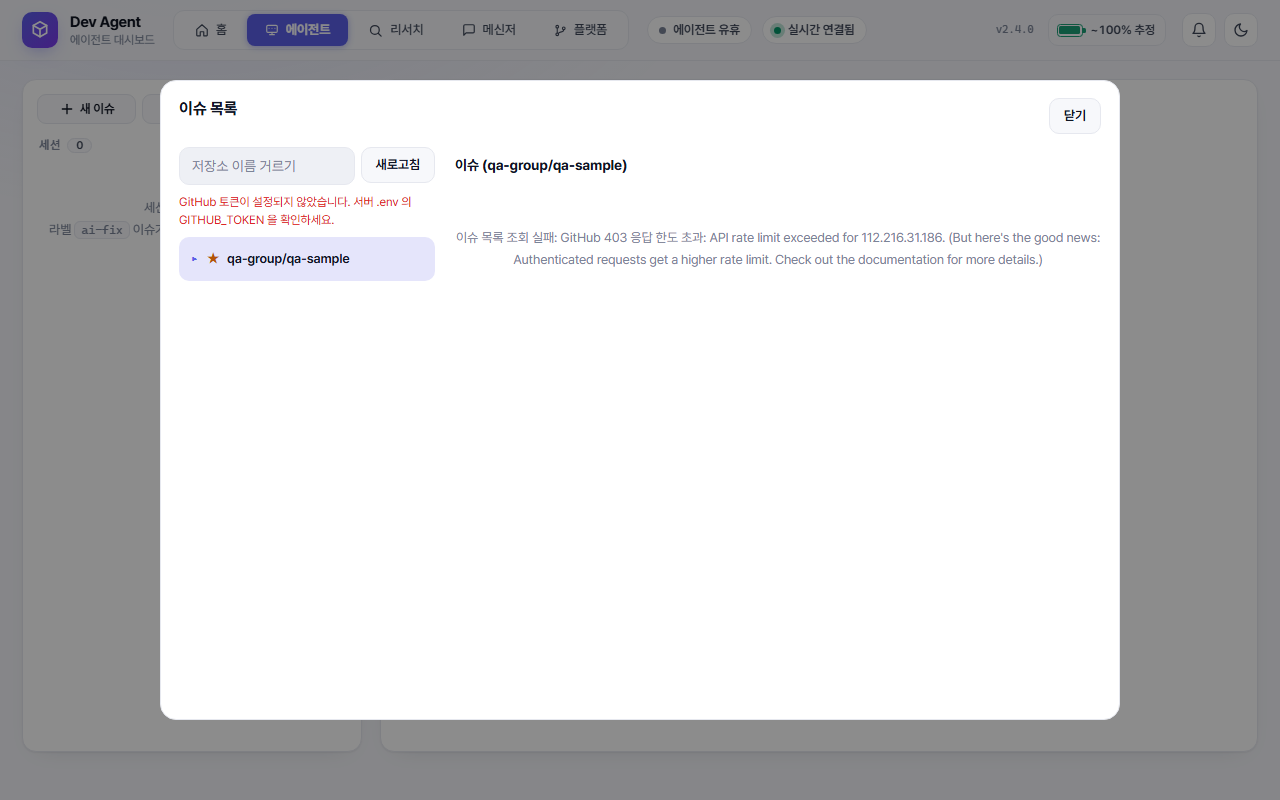 Dev Agent
에이전트 대시보드
홈
에이전트
리서치
메신저
플랫폼
에이전트 유휴
실시간 연결됨
v2.4.0
~100% 추정
새 이슈
세션 0
라벨 ai-fix
이슈 목록
닫기
저장소 이름 거르기
새로고침
GitHub 토큰이 설정되지 않았습니다. 서버 .env 의
GITHUB_TOKEN 을 확인하세요.
★ qa-group/qa-sample
이슈 (qa-group/qa-sample)
이슈 목록 조회 실패: GitHub 403 응답 한도 초과: API rate limit exceeded for 112.216.31.186. (But here's the good news:
Authenticated requests get a higher rate limit. Check out the documentation for more details.)